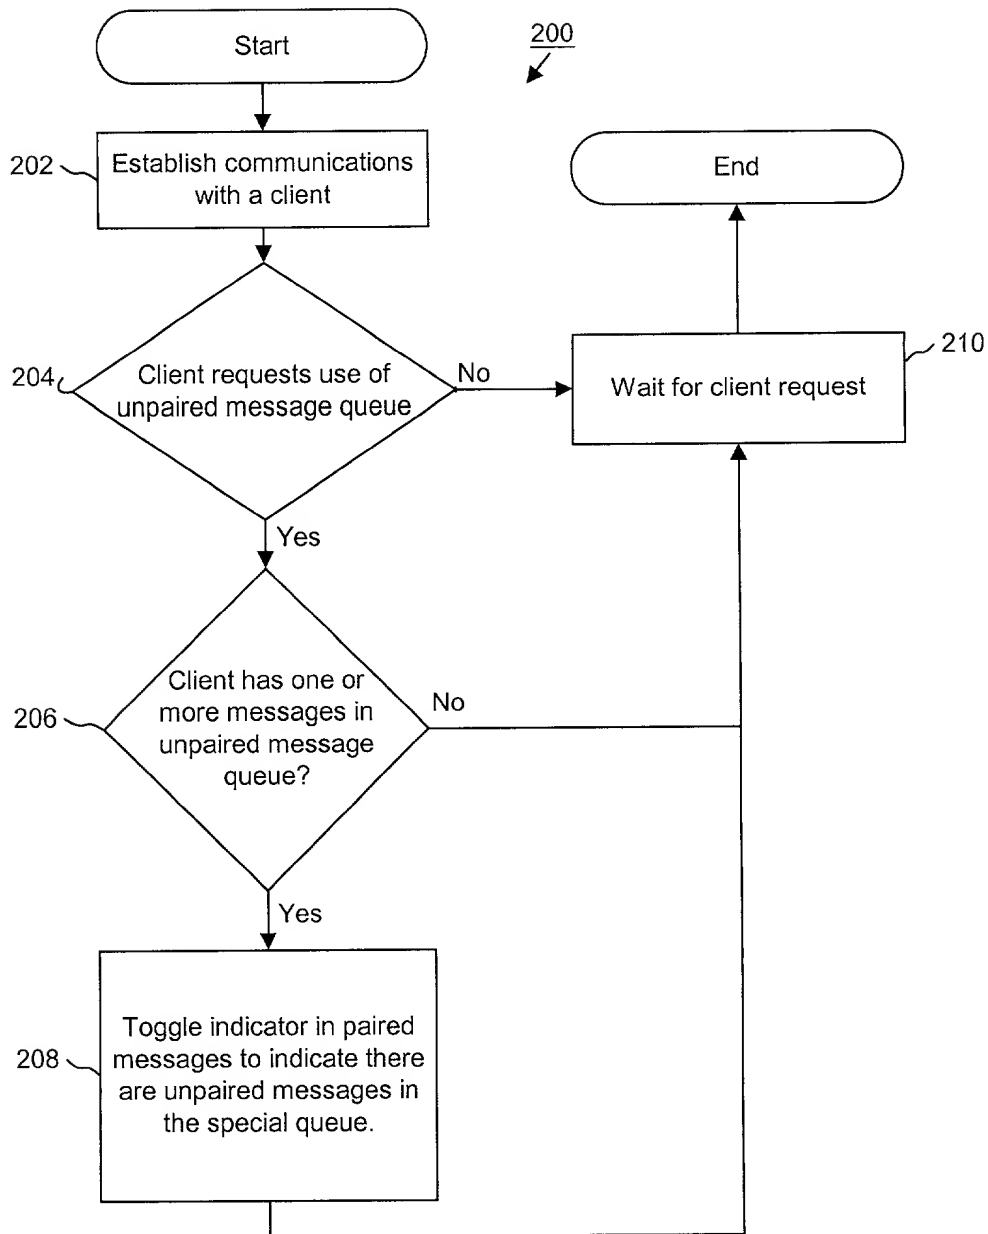 Start
200
202
Establish communications
with a client
End
204
Client requests use of
unpaired message queue
No
Wait for client request
210
Yes
206
Client has one or
more messages in
unpaired message
queue?
No
Yes
208
Toggle indicator in paired
messages to indicate there
are unpaired messages in
the special queue.